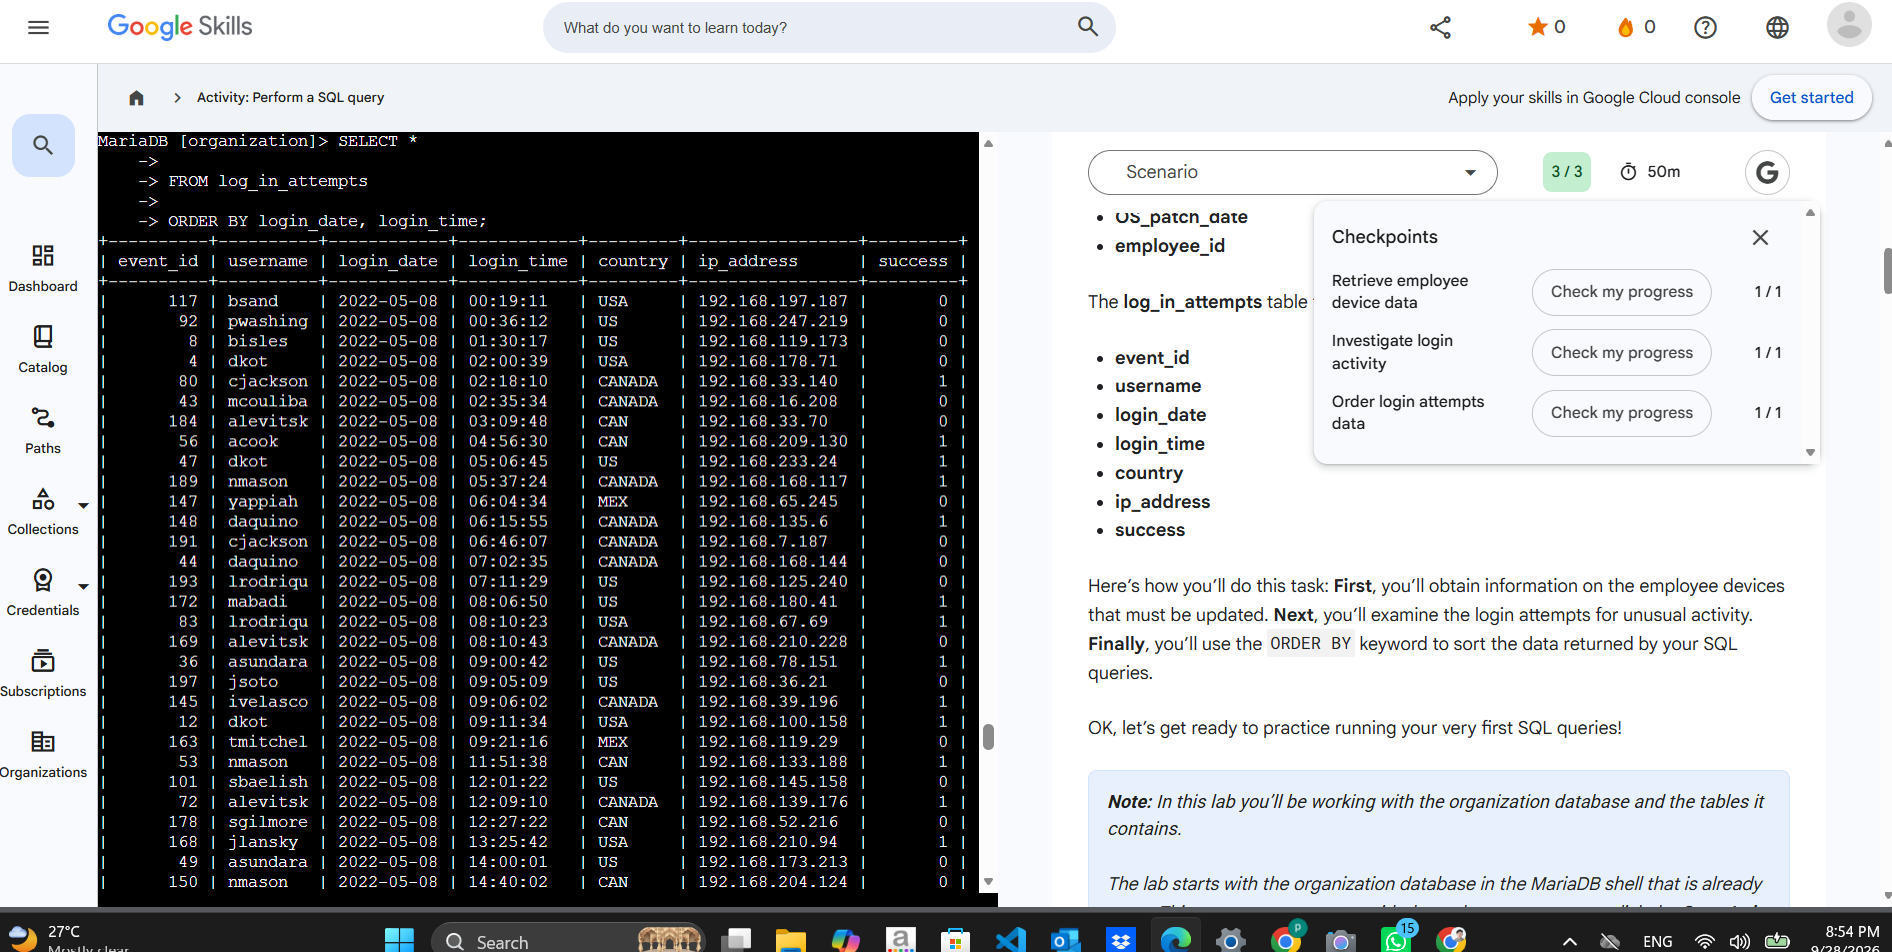 Google Skills
What do you want to learn today?
0
0
Activity: Perform a SQL query
Apply your skills in Google Cloud console
Get started
Dashboard
Catalog
Paths
Collections
Credentials
Subscriptions
Organizations
MariaDB [organization]> SELECT *
->
-> FROM log_in_attempts
->
-> ORDER BY login_date, login_time;
+----------+----------+------------+------------+---------+-----------------+---------+
| event_id | username | login_date | login_time | country | ip_address | success |
+----------+----------+------------+------------+---------+-----------------+---------+
| 117 | bsand | 2022-05-08 | 00:19:11 | USA | 192.168.197.187 | 0 |
| 92 | pwashing | 2022-05-08 | 00:36:12 | US | 192.168.247.219 | 0 |
| 8 | bisles | 2022-05-08 | 01:30:17 | US | 192.168.119.173 | 0 |
| 4 | dkot | 2022-05-08 | 02:00:39 | USA | 192.168.178.71 | 0 |
| 80 | cjackson | 2022-05-08 | 02:18:10 | CANADA | 192.168.33.140 | 1 |
| 43 | mcouliba | 2022-05-08 | 02:35:34 | CANADA | 192.168.16.208 | 0 |
| 184 | alevitsk | 2022-05-08 | 03:09:48 | CAN | 192.168.33.70 | 0 |
| 56 | acook | 2022-05-08 | 04:56:30 | CAN | 192.168.209.130 | 1 |
| 47 | dkot | 2022-05-08 | 05:06:45 | US | 192.168.233.24 | 1 |
| 189 | nmason | 2022-05-08 | 05:37:24 | CANADA | 192.168.168.117 | 1 |
| 147 | yappiah | 2022-05-08 | 06:04:34 | MEX | 192.168.65.245 | 0 |
| 148 | daquino | 2022-05-08 | 06:15:55 | CANADA | 192.168.135.6 | 1 |
| 191 | cjackson | 2022-05-08 | 06:46:07 | CANADA | 192.168.7.187 | 0 |
| 44 | daquino | 2022-05-08 | 07:02:35 | CANADA | 192.168.168.144 | 0 |
| 193 | lrodriqu | 2022-05-08 | 07:11:29 | US | 192.168.125.240 | 0 |
| 172 | mabadi | 2022-05-08 | 08:06:50 | US | 192.168.180.41 | 1 |
| 83 | lrodriqu | 2022-05-08 | 08:10:23 | USA | 192.168.67.69 | 1 |
| 169 | alevitsk | 2022-05-08 | 08:10:43 | CANADA | 192.168.210.228 | 0 |
| 36 | asundara | 2022-05-08 | 09:00:42 | US | 192.168.78.151 | 1 |
| 197 | jsoto | 2022-05-08 | 09:05:09 | US | 192.168.36.21 | 0 |
| 145 | ivelasco | 2022-05-08 | 09:06:02 | CANADA | 192.168.39.196 | 1 |
| 12 | dkot | 2022-05-08 | 09:11:34 | USA | 192.168.100.158 | 1 |
| 163 | tmitchel | 2022-05-08 | 09:21:16 | MEX | 192.168.119.29 | 0 |
| 53 | nmason | 2022-05-08 | 11:51:38 | CAN | 192.168.133.188 | 1 |
| 101 | sbaelish | 2022-05-08 | 12:01:22 | US | 192.168.145.158 | 0 |
| 72 | alevitsk | 2022-05-08 | 12:09:10 | CANADA | 192.168.139.176 | 1 |
| 178 | sgilmore | 2022-05-08 | 12:27:22 | CAN | 192.168.52.216 | 0 |
| 168 | jlansky | 2022-05-08 | 13:25:42 | USA | 192.168.210.94 | 1 |
| 49 | asundara | 2022-05-08 | 14:00:01 | US | 192.168.173.213 | 0 |
| 150 | nmason | 2022-05-08 | 14:40:02 | CAN | 192.168.204.124 | 0 |
Scenario
3 / 3
50m
G
• OS_patch_date
• employee_id
The log_in_attempts table
• event_id
• username
• login_date
• login_time
• country
• ip_address
• success
Checkpoints
Retrieve employee
device data
Check my progress
1 / 1
Investigate login
activity
Check my progress
1 / 1
Order login attempts
data
Check my progress
1 / 1
Here’s how you’ll do this task: First, you’ll obtain information on the employee devices
that must be updated. Next, you’ll examine the login attempts for unusual activity.
Finally, you’ll use the ORDER BY keyword to sort the data returned by your SQL
queries.
OK, let’s get ready to practice running your very first SQL queries!
Note: In this lab you’ll be working with the organization database and the tables it
contains.
The lab starts with the organization database in the MariaDB shell that is already
27°C
Mostly clear
Search
15
ENG
8:54 PM